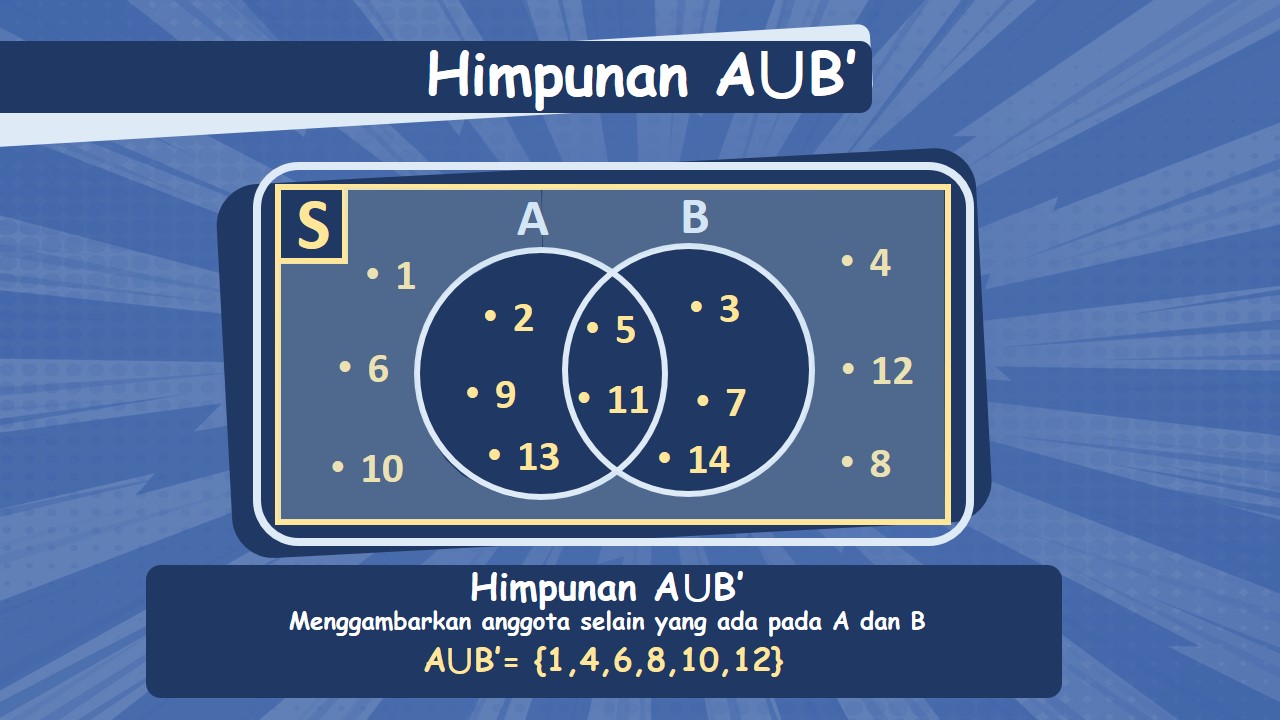 Himpunan A∪B'
S
A
B
• 1
• 4
• 2
• 5
• 3
• 6
• 12
• 9
• 11
• 7
• 10
• 13
• 14
• 8
Himpunan A∪B'
Menggambarkan anggota selain yang ada pada A dan B
A∪B'= {1,4,6,8,10,12}